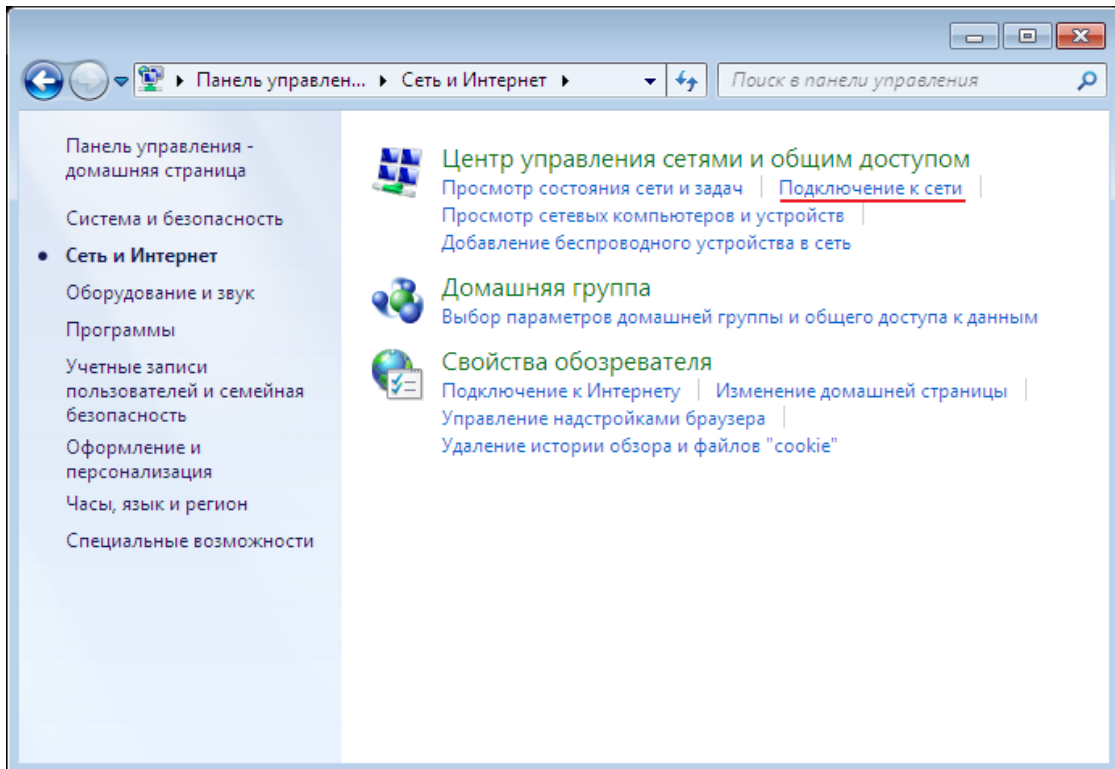 Панель управлен... Сеть и Интернет
Поиск в панели управления
Панель управления -
домашняя страница
Система и безопасность
Сеть и Интернет
Оборудование и звук
Программы
Учетные записи
пользователей и семейная
безопасность
Оформление и
персонализация
Часы, язык и регион
Специальные возможности
Центр управления сетями и общим доступом
Просмотр состояния сети и задач Подключение к сети
Просмотр сетевых компьютеров и устройств
Добавление беспроводного устройства в сеть
Домашняя группа
Выбор параметров домашней группы и общего доступа к данным
Свойства обозревателя
Подключение к Интернету Изменение домашней страницы
Управление надстройками браузера
Удаление истории обзора и файлов "cookie"